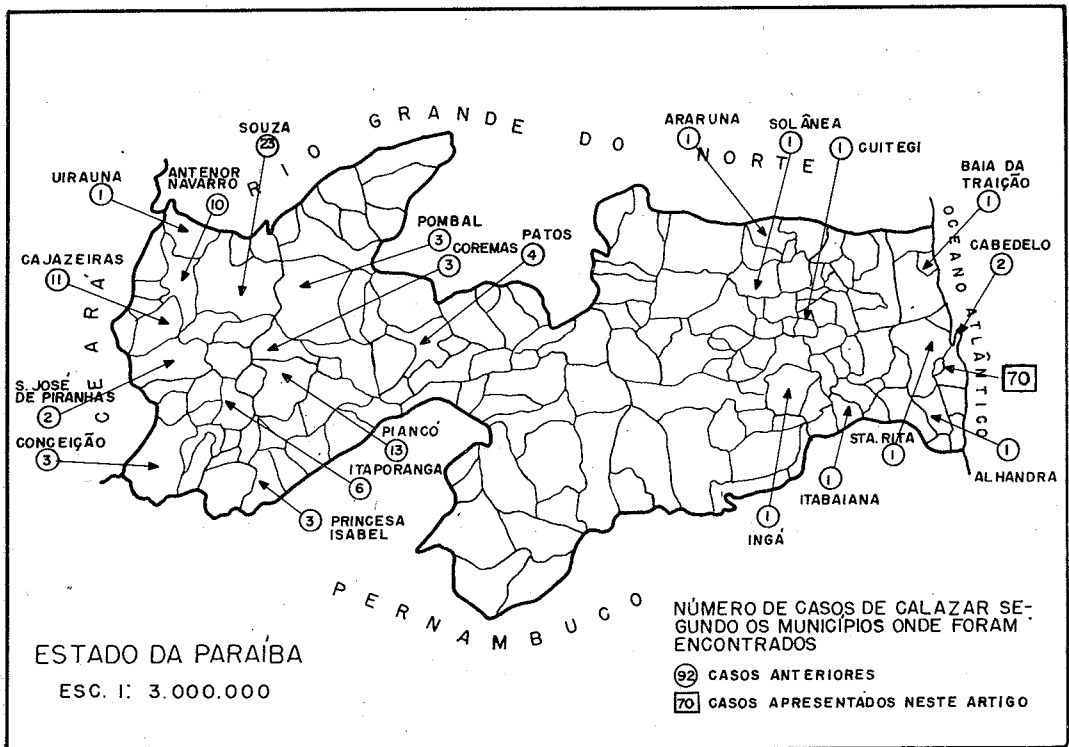 RIO GRANDE DO NORTE
SOUZA
23
ARARUNA
1
SOLÂNEA
1
1 CUITEGI
UIRAUNA
1
ANTENOR
NAVARRO
10
BAIA DA
TRAIÇÃO
1
POMBAL
3
COREMAS
3
PATOS
4
CABEDELO
2
OCEANO ATLÂNTICO
CAJAZEIRAS
11
CEARÁ
70
S. JOSÉ
DE PIRANHAS
2
CONCEIÇÃO
3
PIANCÓ
13
ITAPORANGA
6
3 PRINCESA
ISABEL
STA. RITA
1
1
ALHANDRA
1
ITABAIANA
1
INGÁ
PERNAMBUCO
NÚMERO DE CASOS DE CALAZAR SE-
GUNDO OS MUNICÍPIOS ONDE FORAM
ENCONTRADOS
92 CASOS ANTERIORES
70 CASOS APRESENTADOS NESTE ARTIGO
ESTADO DA PARAÍBA
ESC. 1: 3.000.000